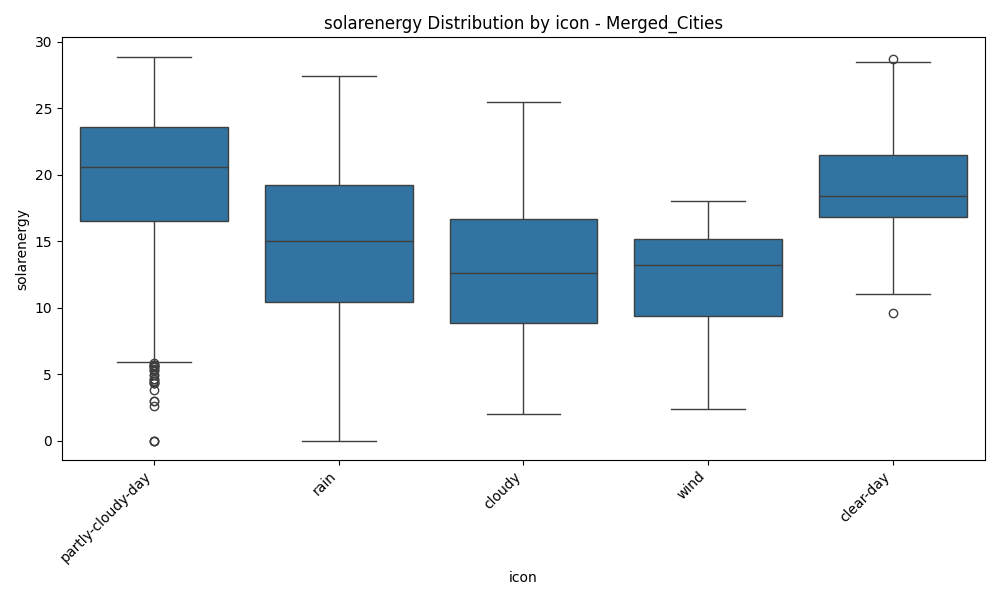 solarenergy Distribution by icon - Merged_Cities
solarenergy
30
25
20
15
10
5
0
partly-cloudy-day
rain
cloudy
wind
clear-day
icon